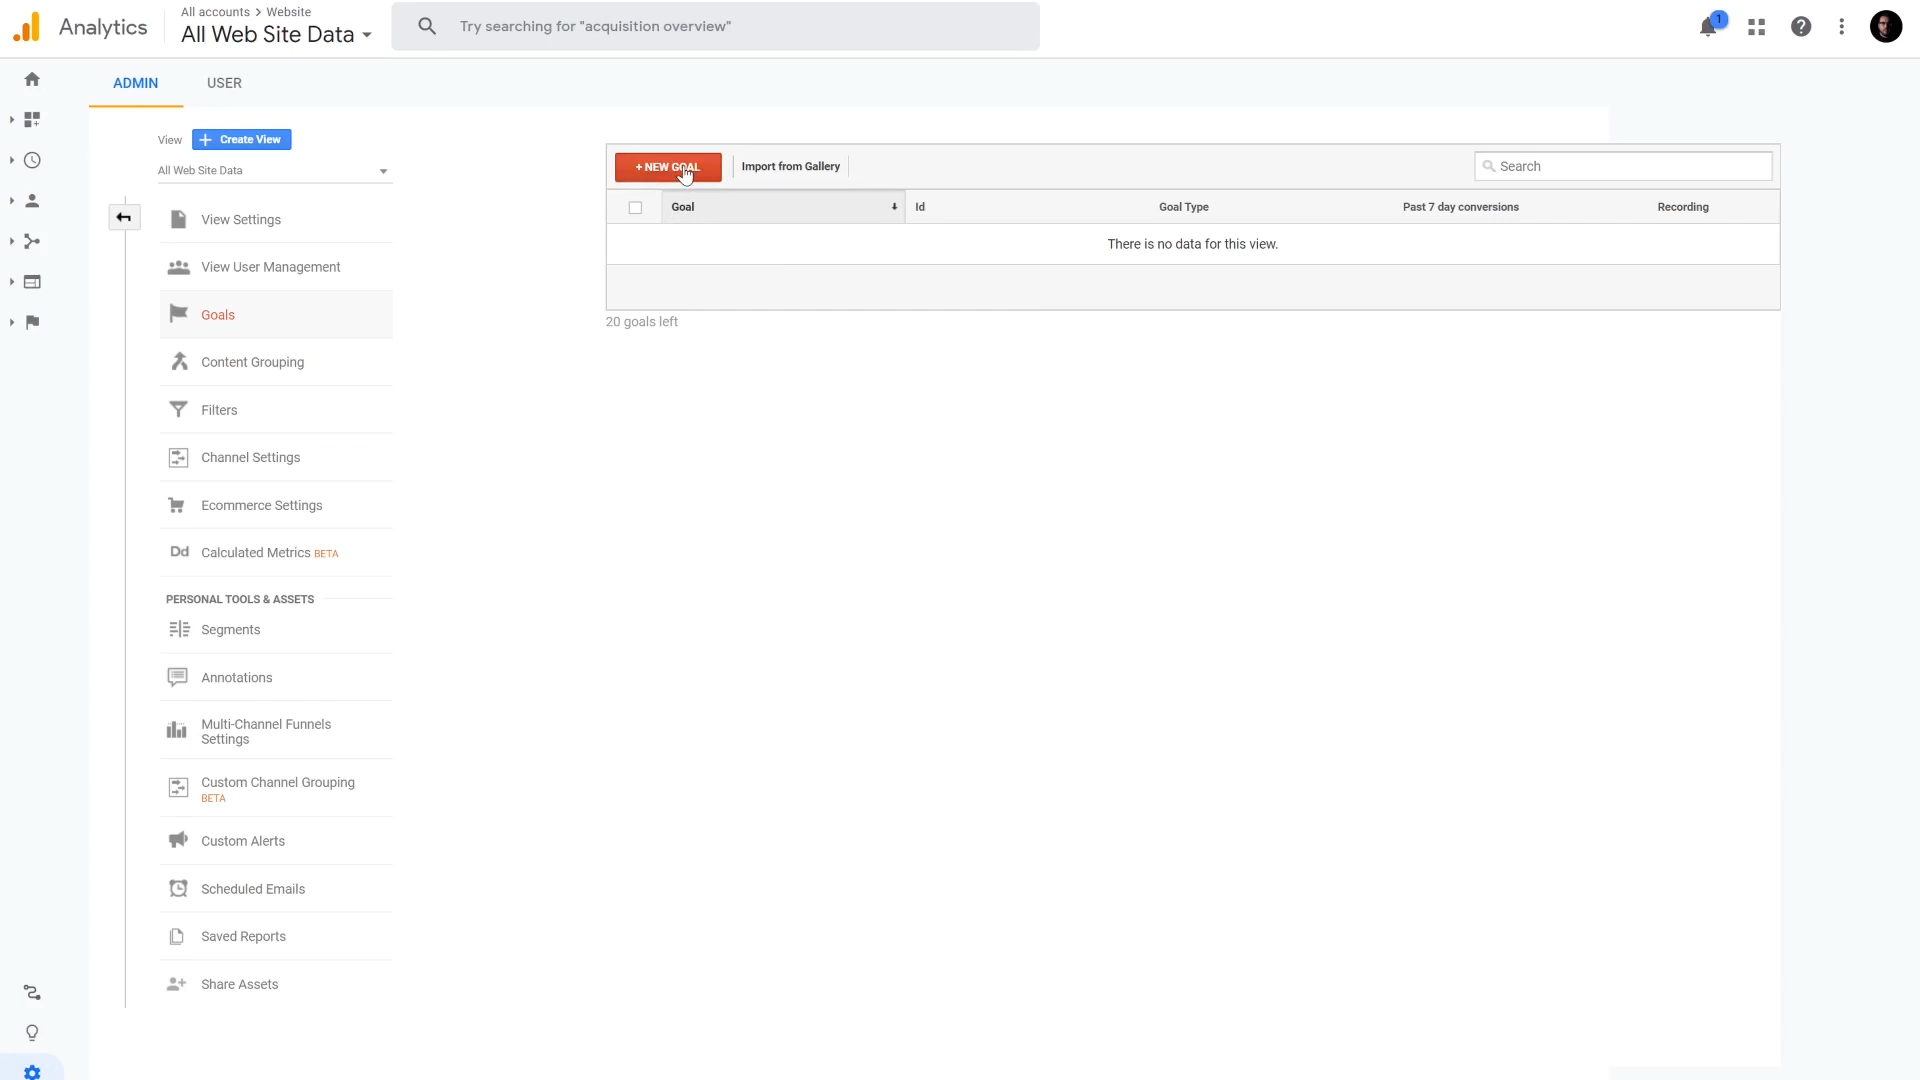 Analytics
All accounts > Website
All Web Site Data
Try searching for "acquisition overview"
1
ADMIN
USER
View
+ Create View
All Web Site Data
View Settings
View User Management
Goals
Content Grouping
Filters
Channel Settings
Ecommerce Settings
Dd Calculated Metrics BETA
PERSONAL TOOLS & ASSETS
Segments
Annotations
Multi-Channel Funnels
Settings
Custom Channel Grouping
BETA
Custom Alerts
Scheduled Emails
Saved Reports
Share Assets
+ NEW GOAL
Import from Gallery
Search
Goal Id Goal Type Past 7 day conversions Recording
There is no data for this view.
20 goals left